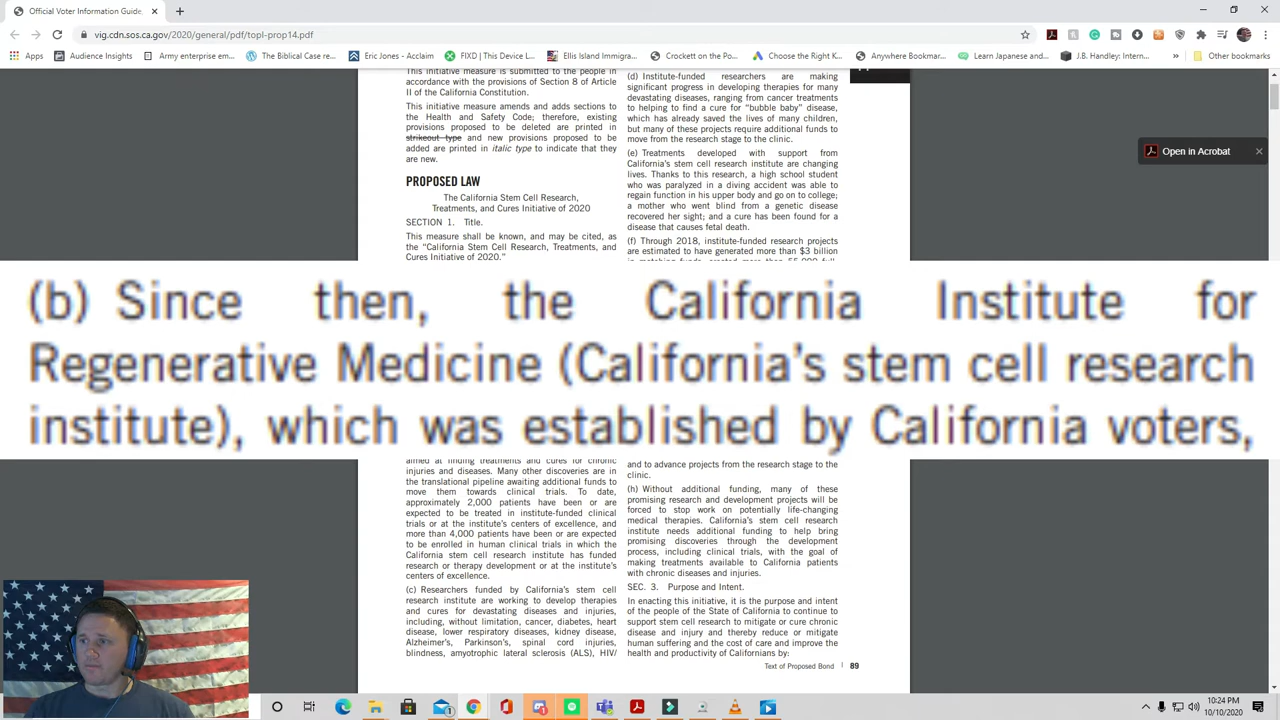 Official Voter Information Guide,
vig.cdn.sos.ca.gov/2020/general/pdf/topl-prop14.pdf
Apps
Audience Insights
Army enterprise em...
The Biblical Case re...
Eric Jones - Acclaim
FIXD | This Device L...
Ellis Island Immigra...
Crockett on the Po...
Choose the Right K...
Anywhere Bookmar...
J.B. Handley: Intern...
Learn Japanese and...
Other bookmarks
Open in Acrobat
This initiative measure is submitted to the people in
accordance with the provisions of Section 8 of Article
II of the California Constitution.
This initiative measure amends and adds sections to
the Health and Safety Code; therefore, existing
provisions proposed to be deleted are printed in
strikeout type and new provisions proposed to be
added are printed in italic type to indicate that they
are new.
PROPOSED LAW
The California Stem Cell Research,
Treatments, and Cures Initiative of 2020
SECTION 1. Title.
This measure shall be known, and may be cited, as
the “California Stem Cell Research, Treatments, and
Cures Initiative of 2020.”
(d) Institute-funded researchers are making
significant progress in developing therapies for many
devastating diseases, ranging from cancer treatments
to helping to find a cure for “bubble baby” disease,
which has already saved the lives of many children,
but many of these projects require additional funds to
move from the research stage to the clinic.
(e) Treatments developed with support from
California’s stem cell research institute are changing
lives. Thanks to this research, a high school student
who was paralyzed in a diving accident was able to
regain function in his upper body and go on to college;
a mother who went blind from a genetic disease
recovered her sight; and a cure has been found for a
disease that causes fetal death.
(f) Through 2018, institute-funded research projects
are estimated to have generated more than $3 billion
(b) Since then, the California Institute for
Regenerative Medicine (California’s stem cell research
institute), which was established by California voters,
aimed at finding treatments and cures for chronic
injuries and diseases. Many other discoveries are in
the translational pipeline awaiting additional funds to
move them towards clinical trials. To date,
approximately 2,000 patients have been or are
expected to be treated in institute-funded clinical
trials or at the institute’s centers of excellence, and
more than 4,000 patients have been or are expected
to be enrolled in human clinical trials in which the
California stem cell research institute has funded
research or therapy development or at the institute’s
centers of excellence.
(c) Researchers funded by California’s stem cell
research institute are working to develop therapies
and cures for devastating diseases and injuries,
including, without limitation, cancer, diabetes, heart
disease, lower respiratory diseases, kidney disease,
Alzheimer’s, Parkinson’s, spinal cord injuries,
blindness, amyotrophic lateral sclerosis (ALS), HIV/
and to advance projects from the research stage to the
clinic.
(h) Without additional funding, many of these
promising research and development projects will be
forced to stop work on potentially life-changing
medical therapies. California’s stem cell research
institute needs additional funding to help bring
promising discoveries through the development
process, including clinical trials, with the goal of
making treatments available to California patients
with chronic diseases and injuries.
SEC. 3. Purpose and Intent.
In enacting this initiative, it is the purpose and intent
of the people of the State of California to continue to
support stem cell research to mitigate or cure chronic
disease and injury and thereby reduce or mitigate
human suffering and the cost of care and improve the
health and productivity of Californians by:
Text of Proposed Bond | 89
10:24 PM
10/10/2020